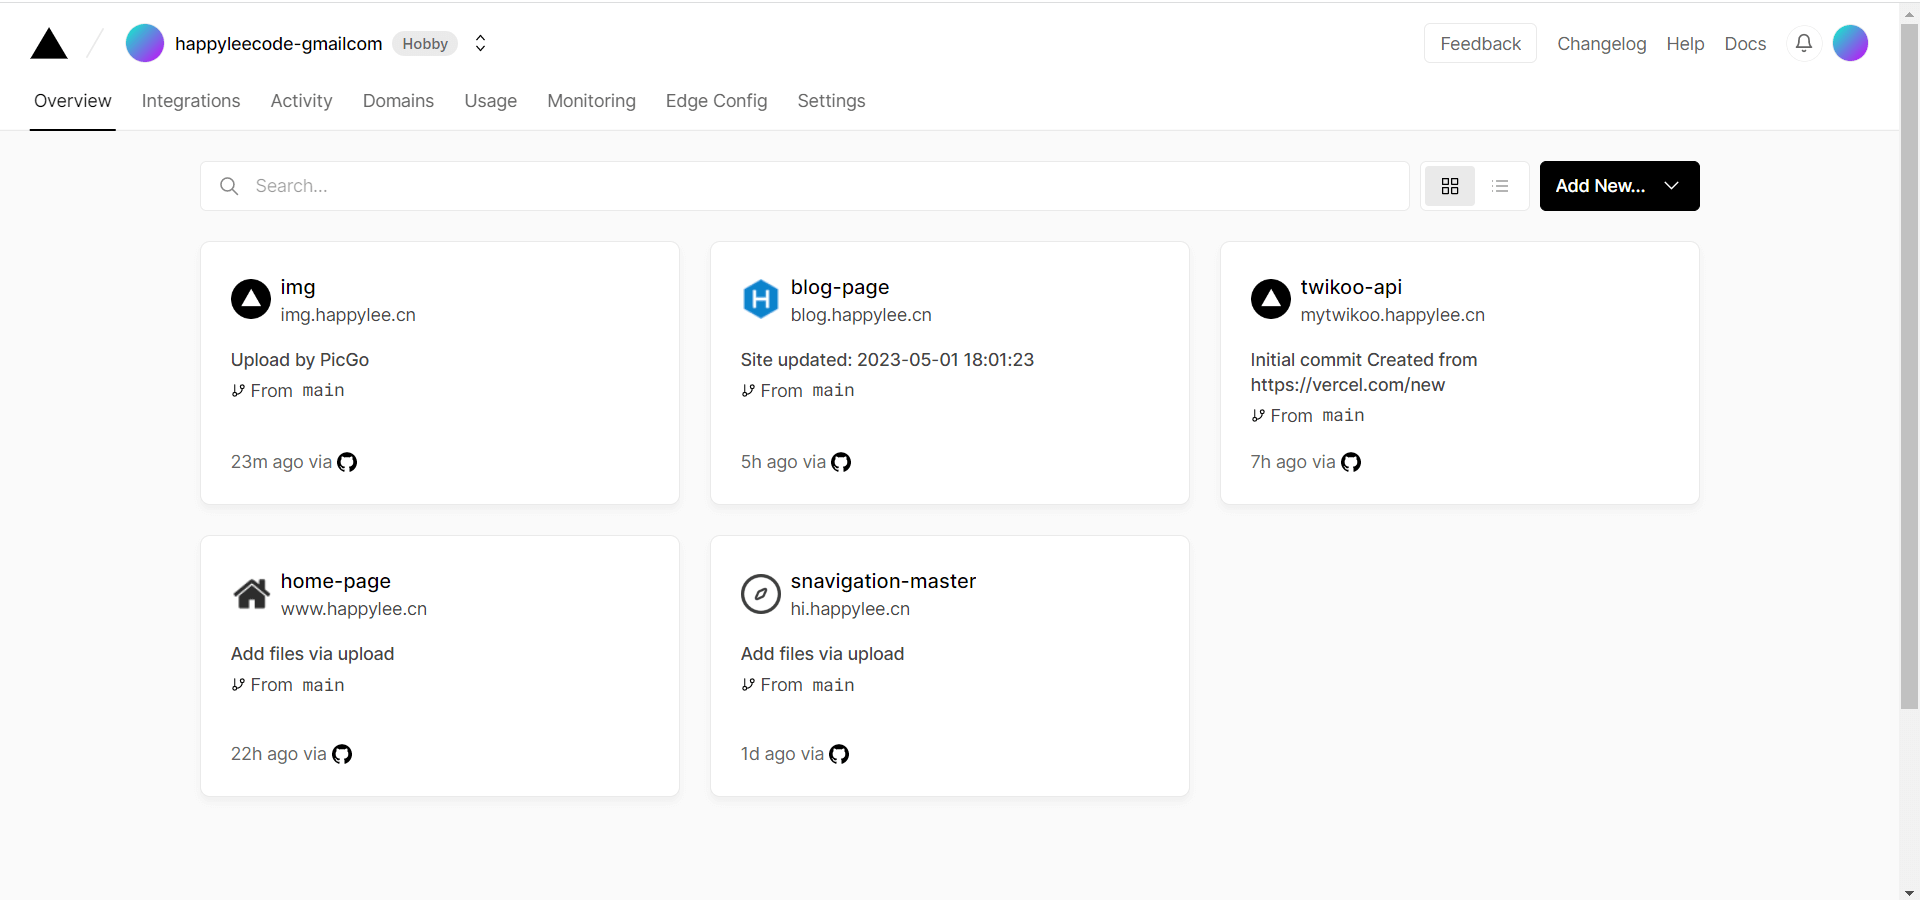 happyleecode-gmailcom Hobby Feedback Changelog Help Docs
Overview Integrations Activity Domains Usage Monitoring Edge Config Settings
Search...
Add New...
img
img.happylee.cn
Upload by PicGo
From main
23m ago via
blog-page
blog.happylee.cn
Site updated: 2023-05-01 18:01:23
From main
5h ago via
twikoo-api
mytwikoo.happylee.cn
Initial commit Created from
https://vercel.com/new
From main
7h ago via
home-page
www.happylee.cn
Add files via upload
From main
22h ago via
snavigation-master
hi.happylee.cn
Add files via upload
From main
1d ago via